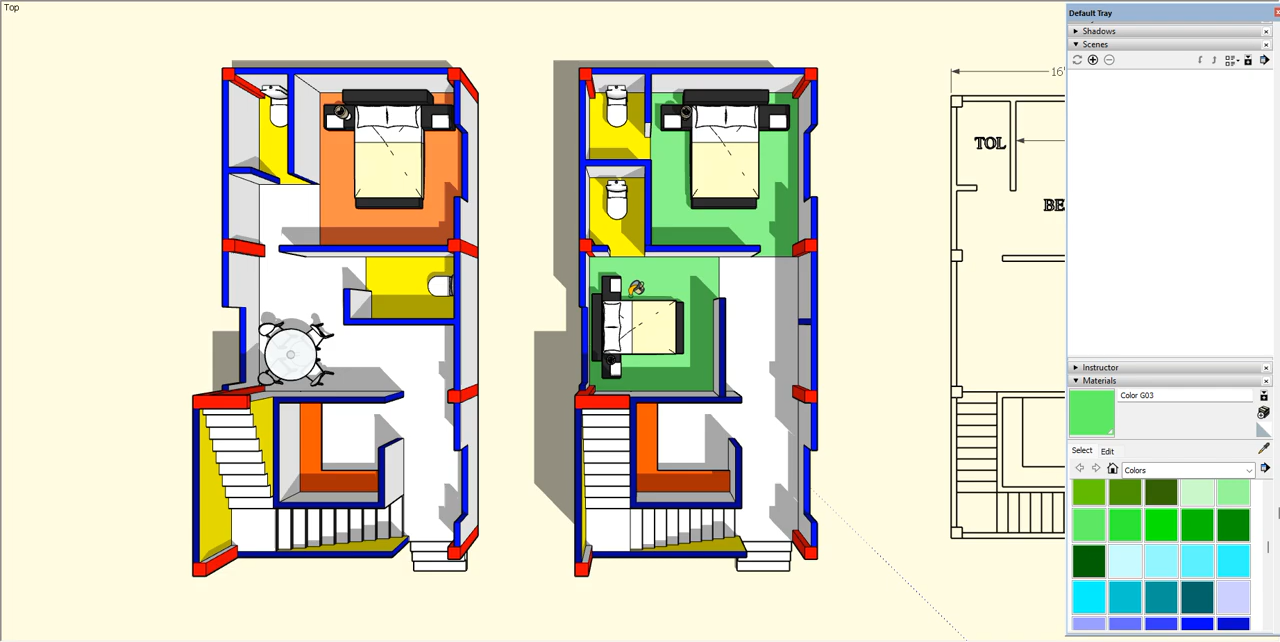 Top
Default Tray
Shadows
Scenes
16'
TOL
BE
Instructor
Materials
Color G03
Select
Edit
Colors